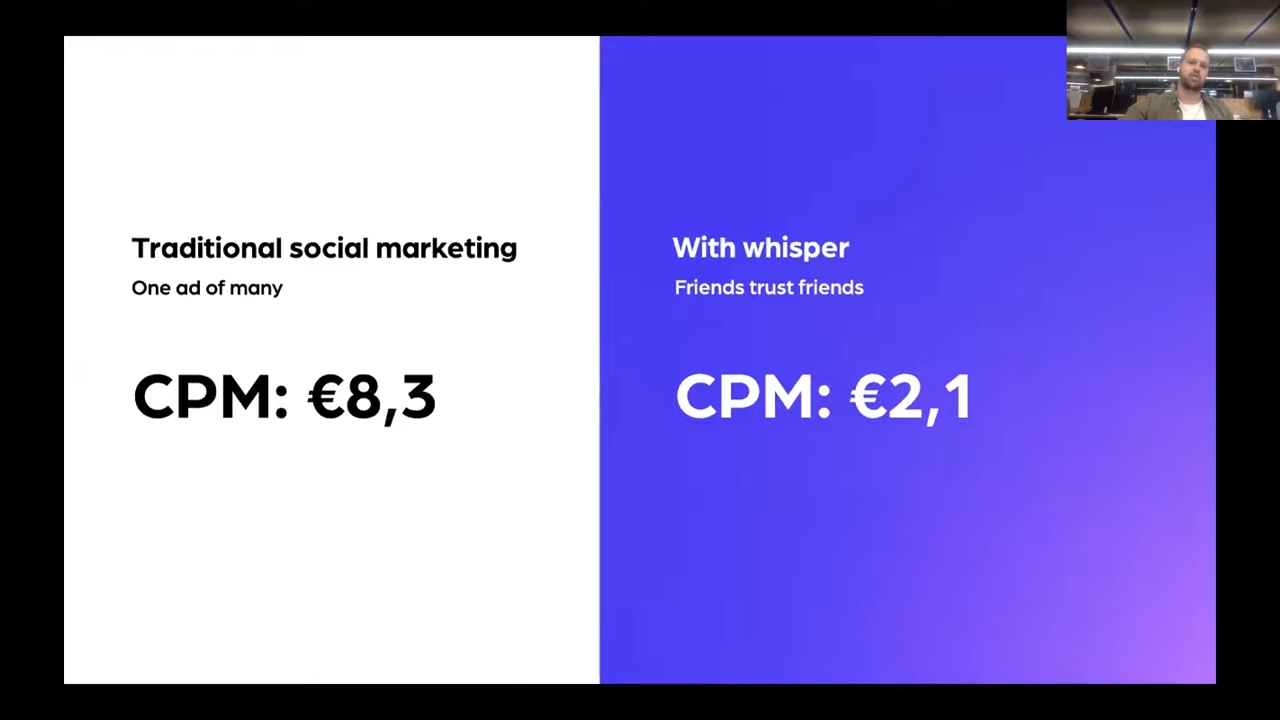 Traditional social marketing
One ad of many
CPM: €8,3
With whisper
Friends trust friends
CPM: €2,1